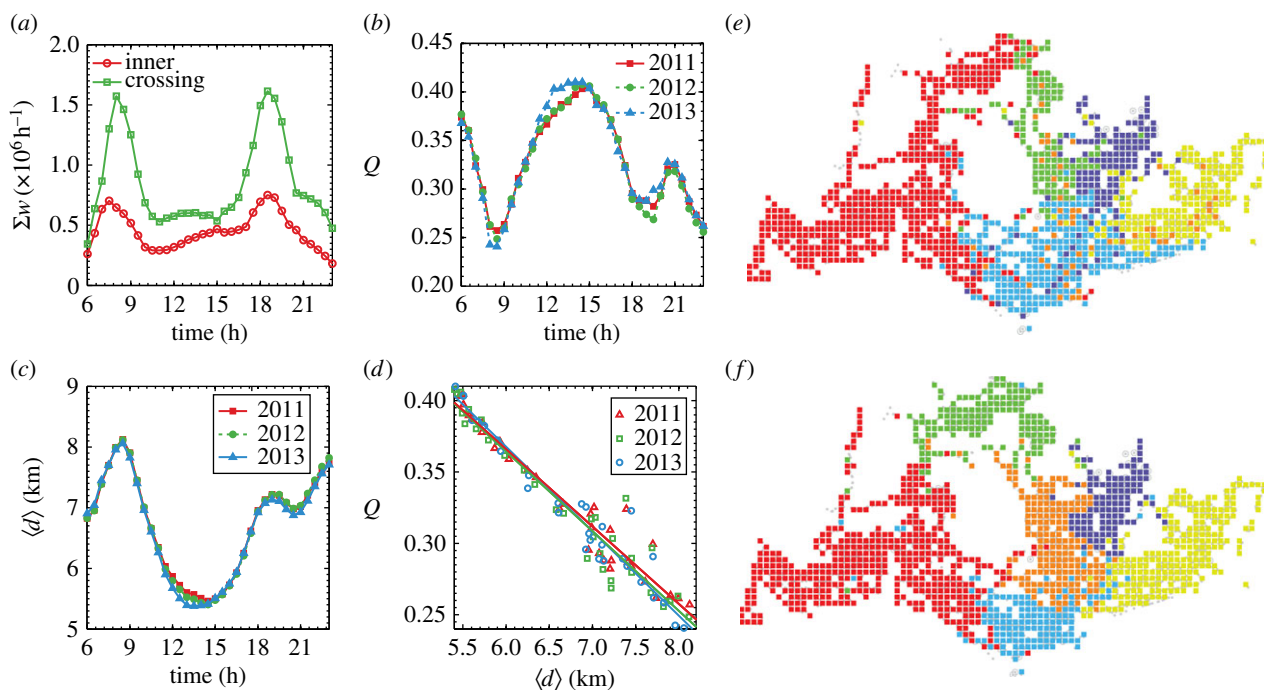 (a)
2.0
1.5
1.0
0.5
0
Σw (×10⁶ h⁻¹)
inner
crossing
6 9 12 15 18 21
time (h)
(b)
0.45
0.40
0.35
0.30
0.25
0.20
Q
2011
2012
2013
6 9 12 15 18 21
time (h)
(e)
(c)
9
8
7
6
5
⟨d⟩ (km)
2011
2012
2013
6 9 12 15 18 21
time (h)
(d)
0.40
0.35
0.30
0.25
Q
2011
2012
2013
5.5 6.0 6.5 7.0 7.5 8.0
⟨d⟩ (km)
(f)